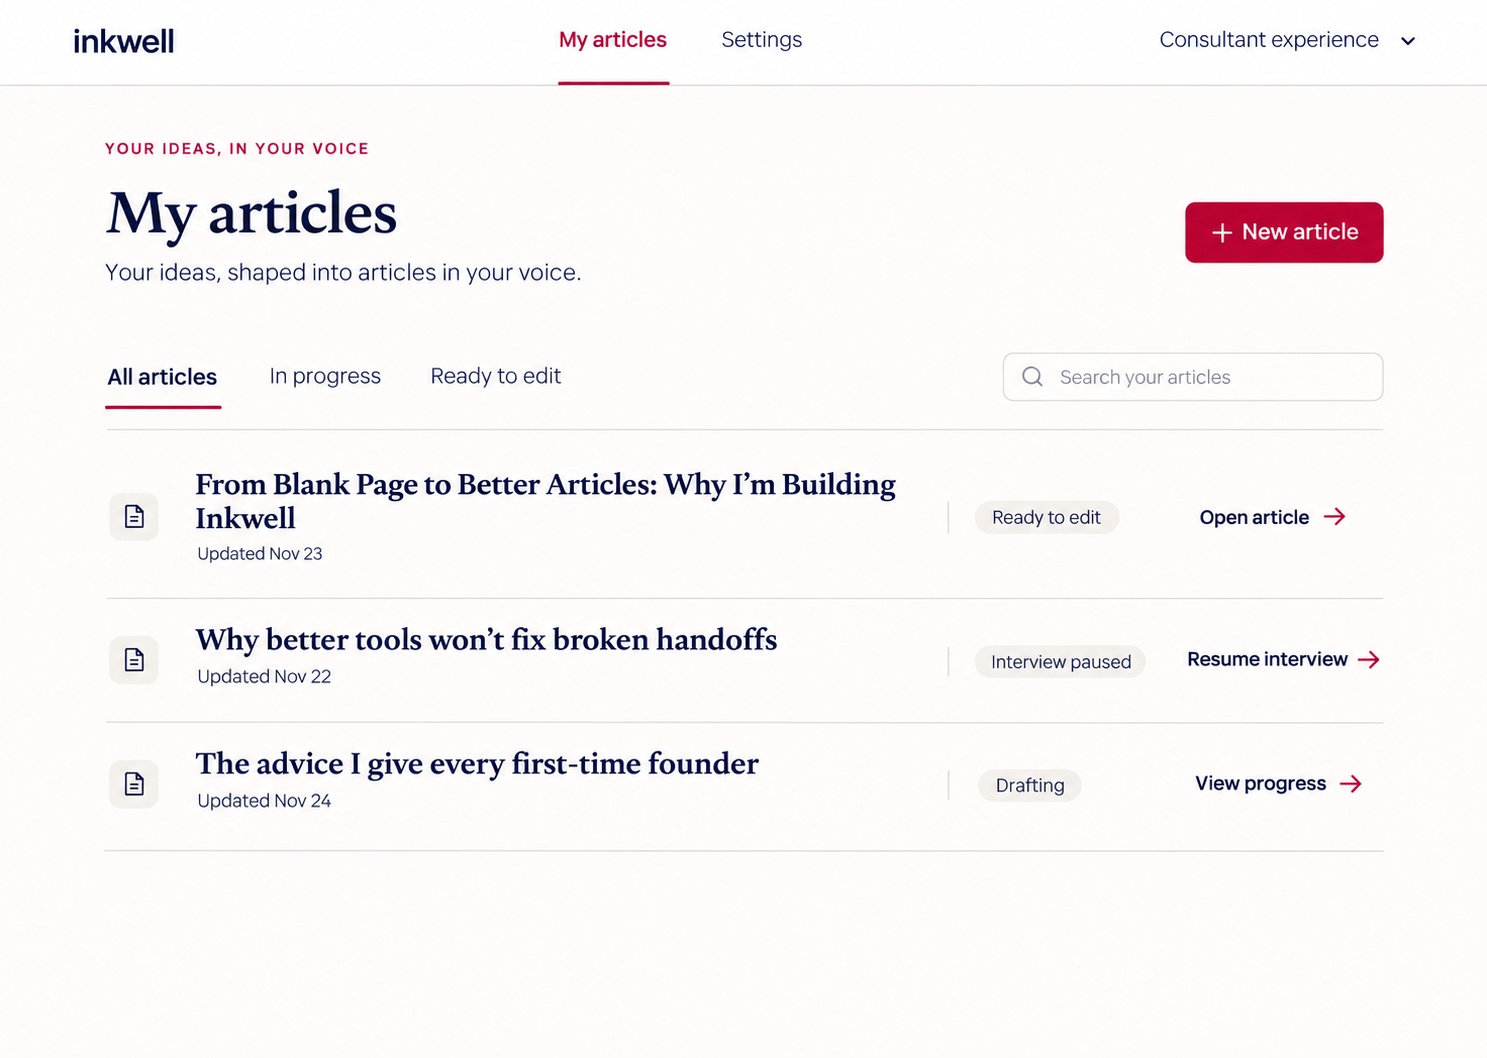 inkwell
My articles
Settings
Consultant experience
YOUR IDEAS, IN YOUR VOICE
My articles
Your ideas, shaped into articles in your voice.
+ New article
All articles
In progress
Ready to edit
Search your articles
From Blank Page to Better Articles: Why I’m Building
Inkwell
Updated Nov 23
Ready to edit
Open article →
Why better tools won’t fix broken handoffs
Updated Nov 22
Interview paused
Resume interview →
The advice I give every first-time founder
Updated Nov 24
Drafting
View progress →